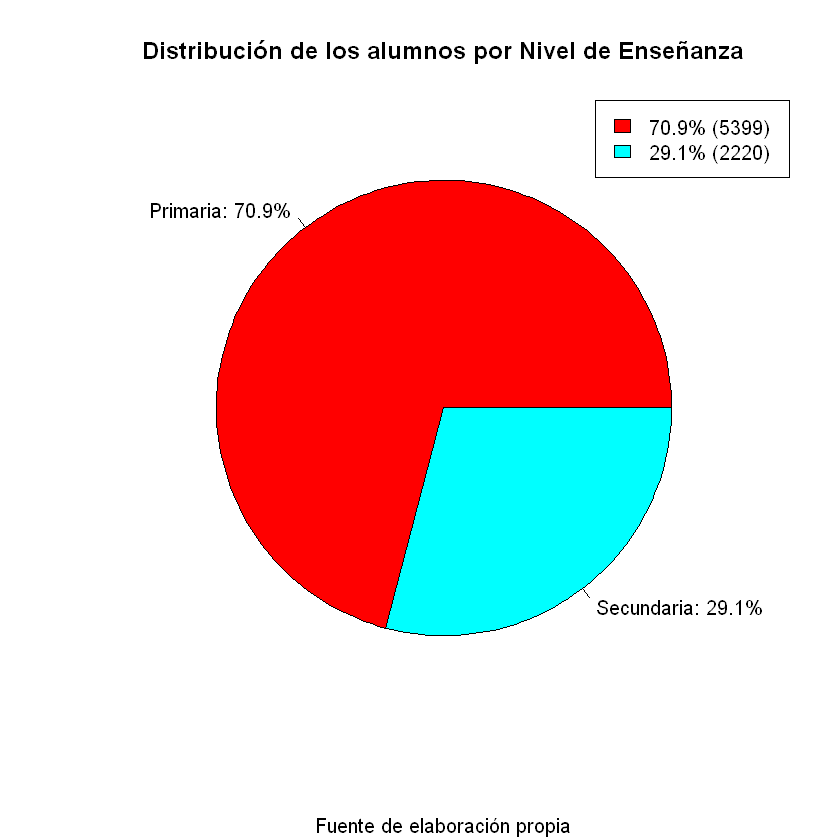 Distribución de los alumnos por Nivel de Enseñanza
70.9% (5399)
29.1% (2220)
Primaria: 70.9%
Secundaria: 29.1%
Fuente de elaboración propia